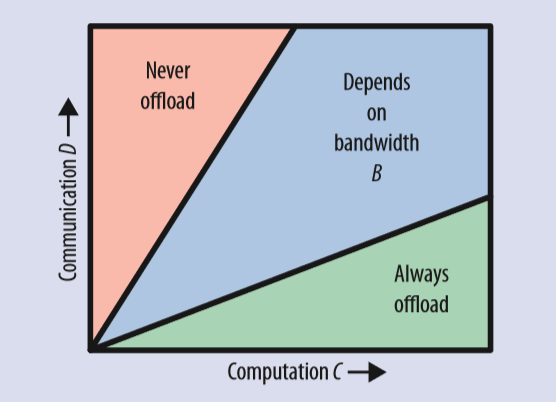 Never
offload
Depends
on
bandwidth
B
Always
offload
Communication D
Computation C